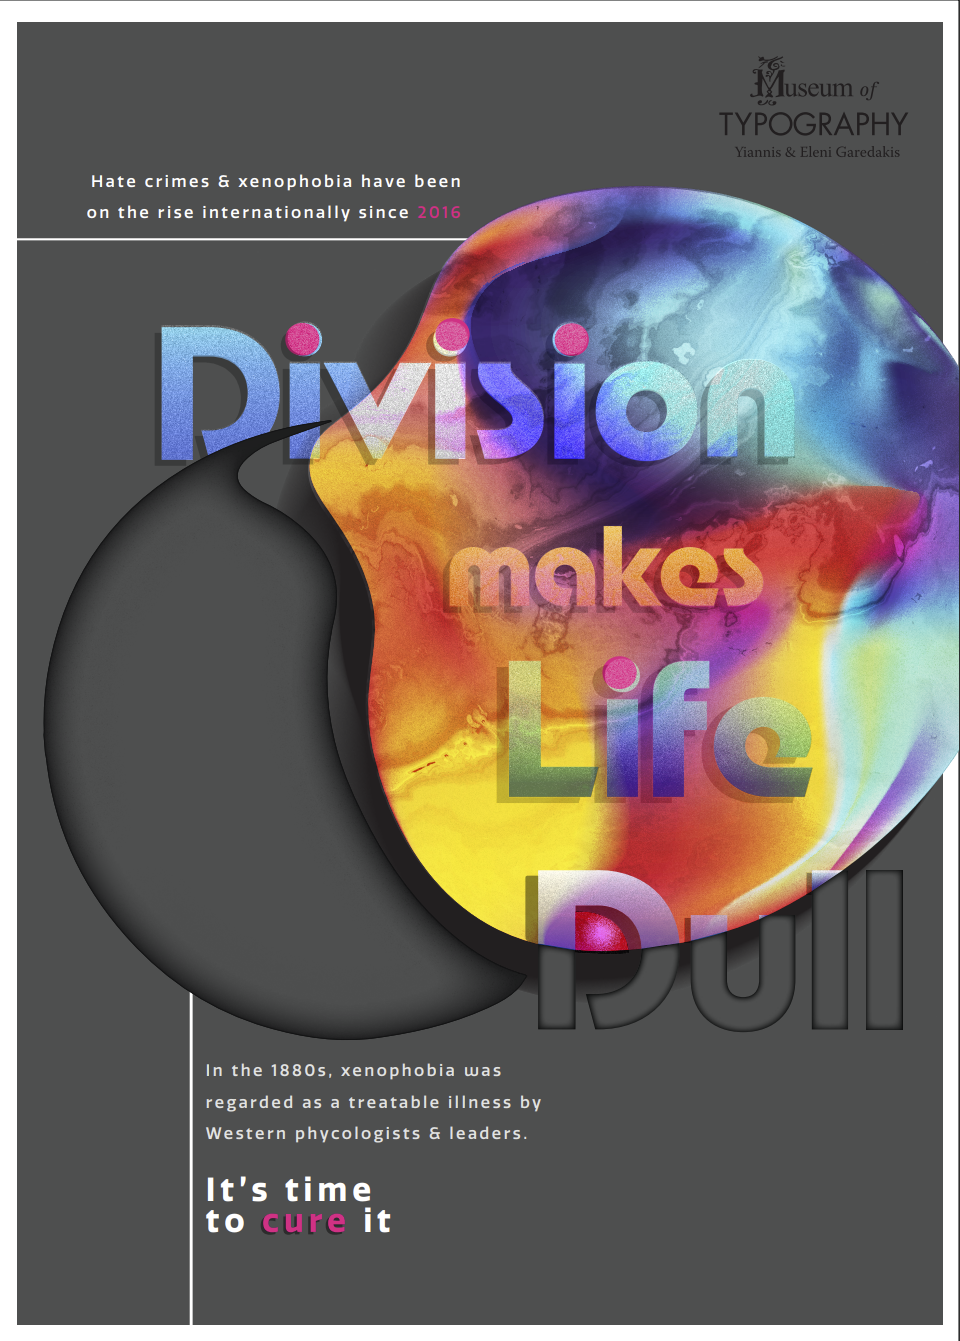 Museum of
TYPOGRAPHY
Yiannis & Eleni Garedakis
Hate crimes & xenophobia have been
on the rise internationally since 2016
Division
makes
Life
Dull
In the 1880s, xenophobia was
regarded as a treatable illness by
Western phycologists & leaders.
It's time
to cure it